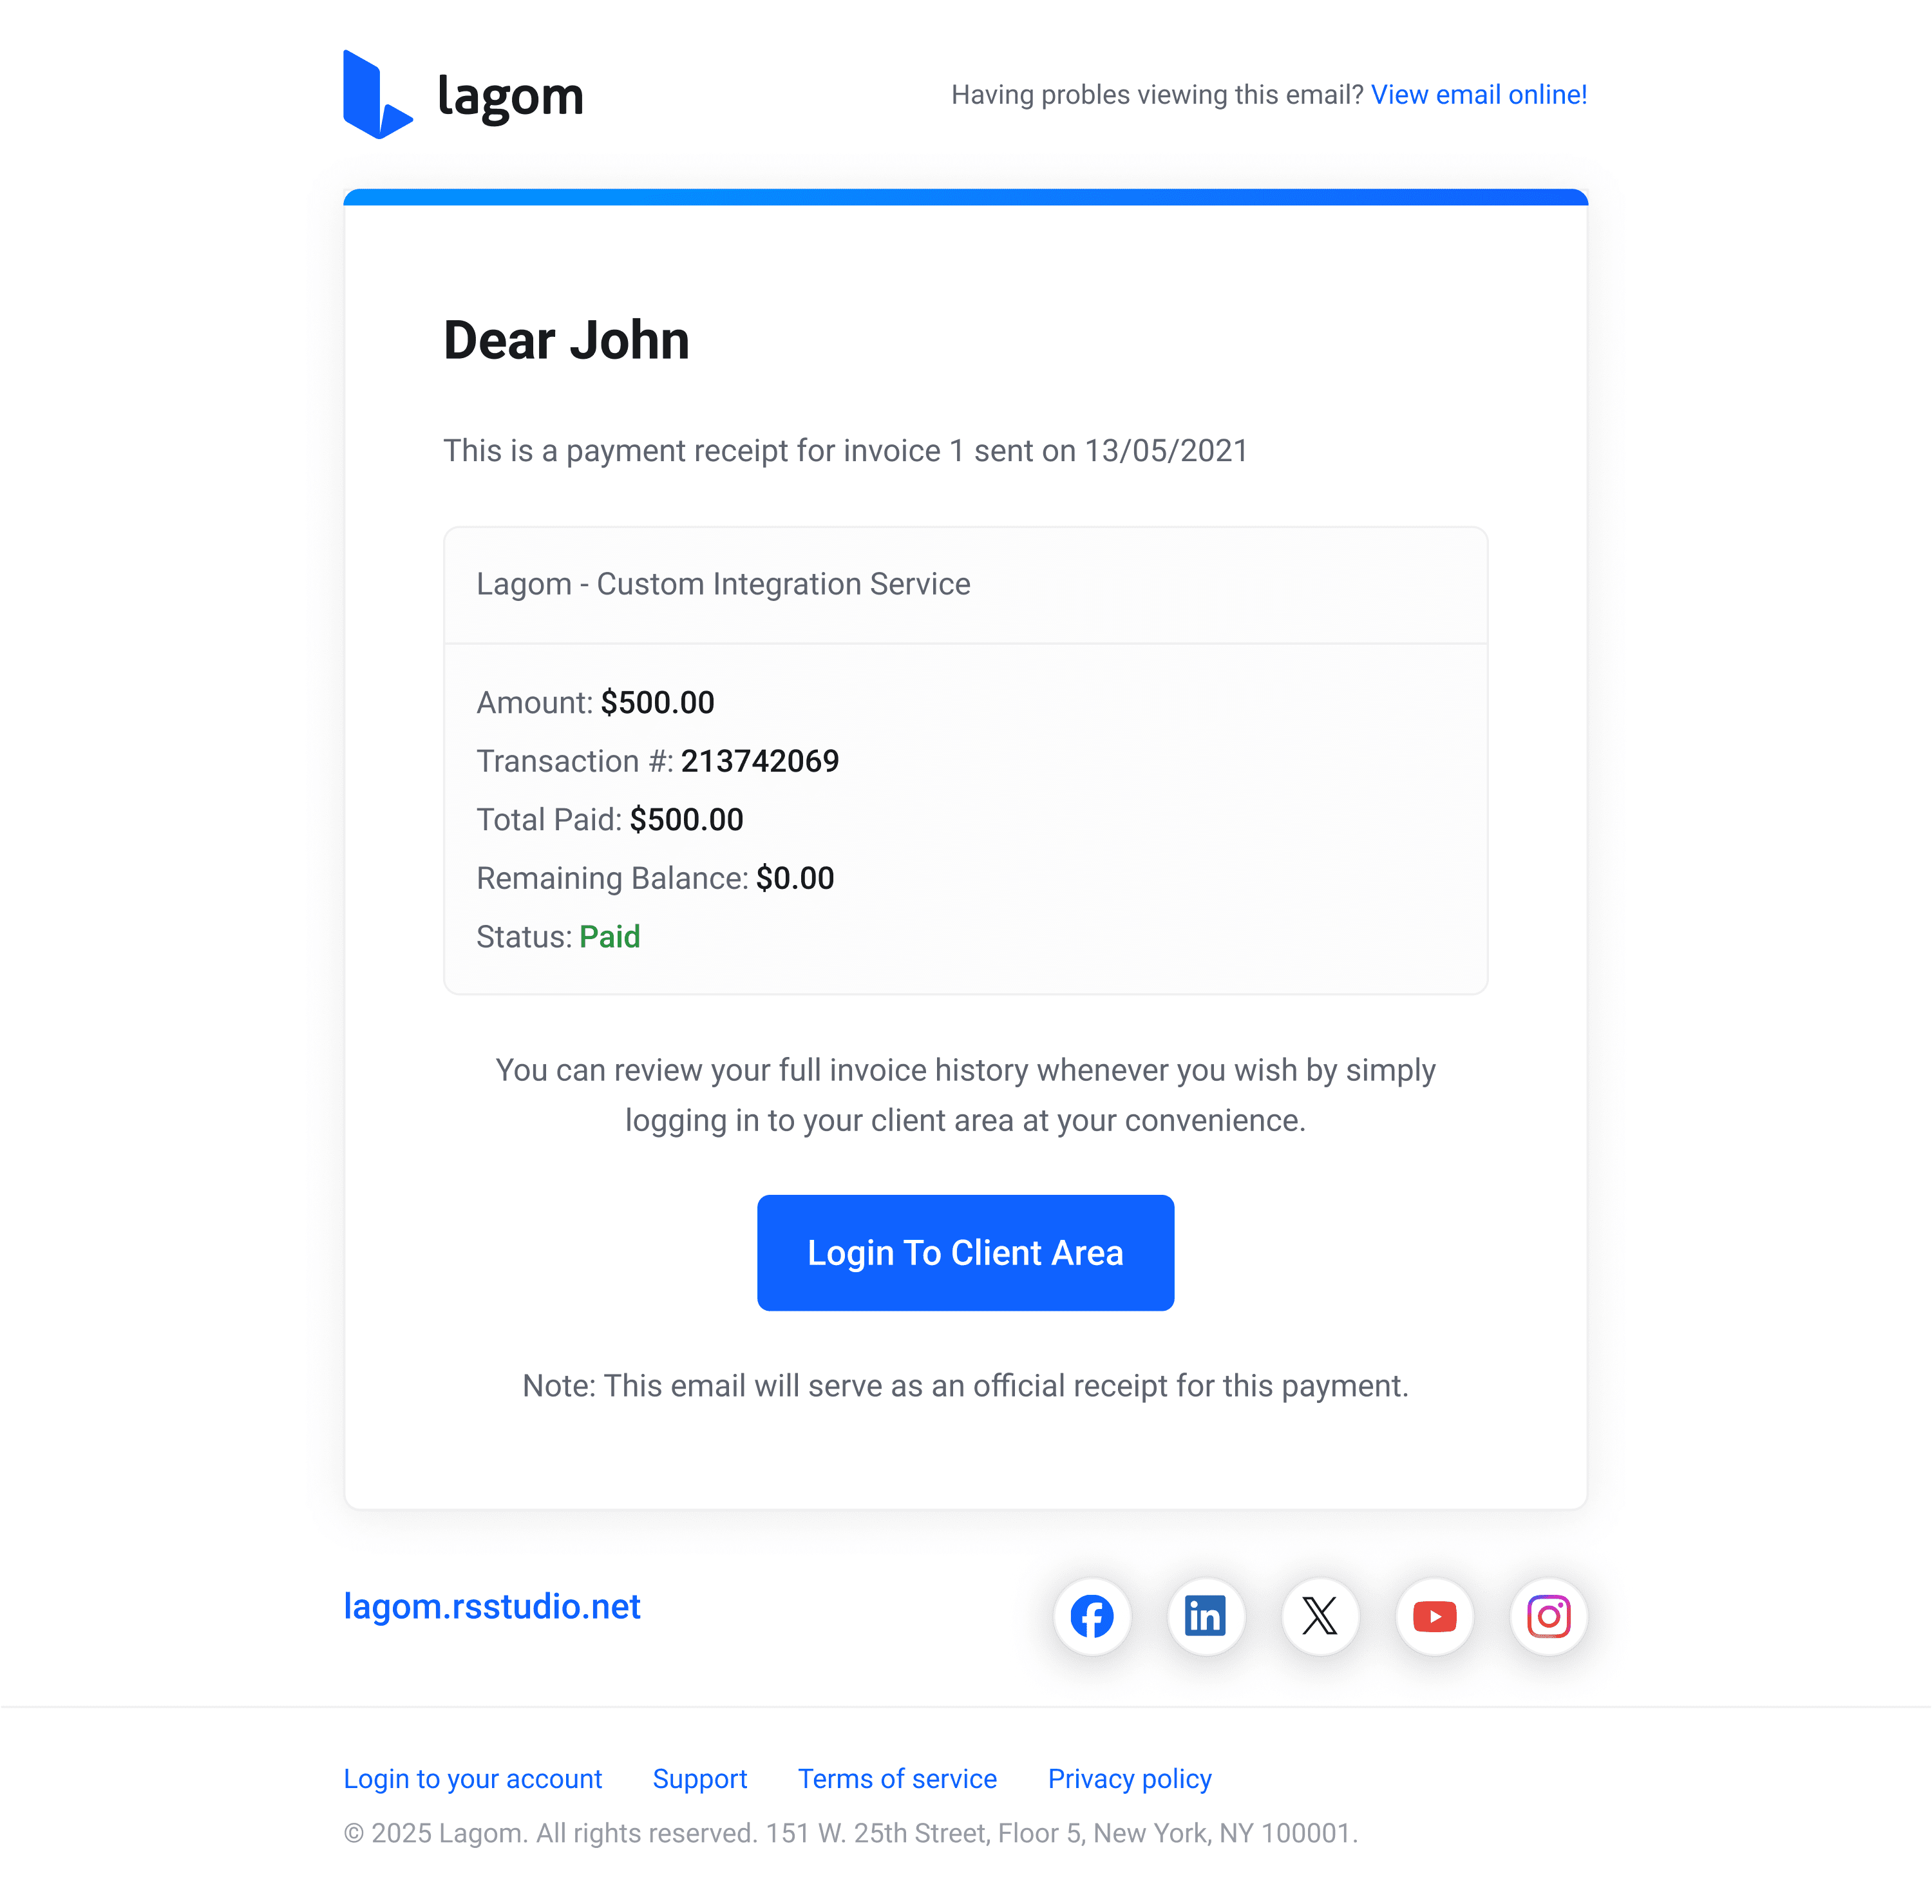 lagom
Having probles viewing this email? View email online!
Dear John
This is a payment receipt for invoice 1 sent on 13/05/2021
Lagom - Custom Integration Service
Amount: $500.00
Transaction #: 213742069
Total Paid: $500.00
Remaining Balance: $0.00
Status: Paid
You can review your full invoice history whenever you wish by simply
logging in to your client area at your convenience.
Login To Client Area
Note: This email will serve as an official receipt for this payment.
lagom.rsstudio.net
Login to your account Support Terms of service Privacy policy
© 2025 Lagom. All rights reserved. 151 W. 25th Street, Floor 5, New York, NY 100001.